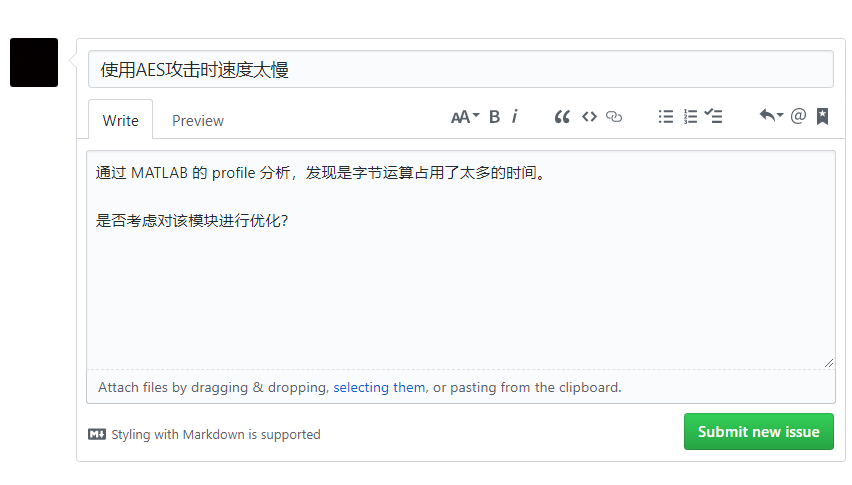 使用AES攻击时速度太慢
Write Preview AA B i
通过 MATLAB 的 profile 分析，发现是字节运算占用了太多的时间。
是否考虑对该模块进行优化？
Attach files by dragging & dropping, selecting them, or pasting from the clipboard.
Styling with Markdown is supported
Submit new issue